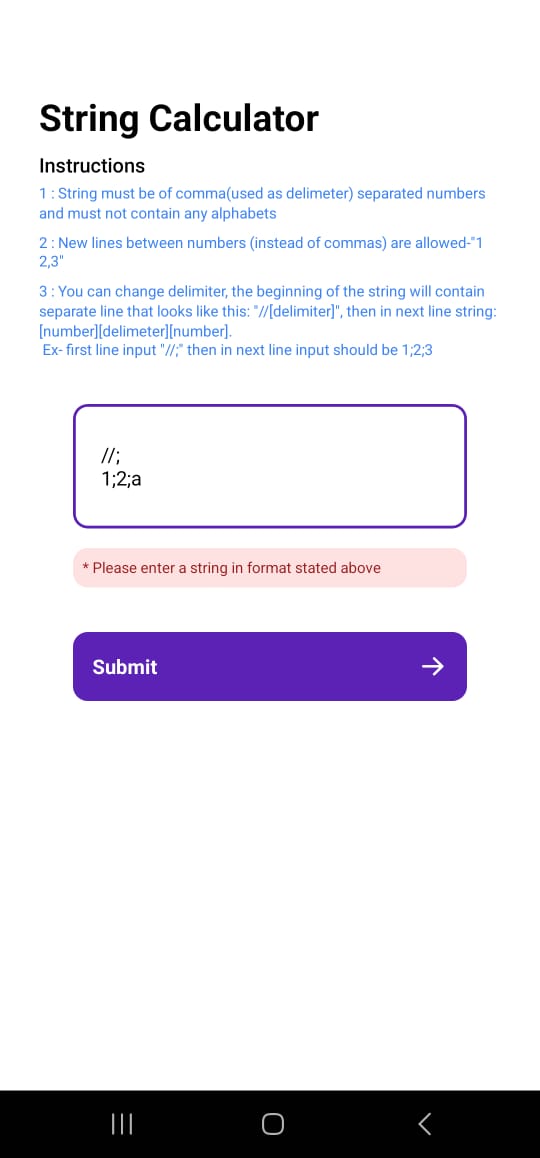 String Calculator
Instructions
1 : String must be of comma(used as delimeter) separated numbers
and must not contain any alphabets
2 : New lines between numbers (instead of commas) are allowed-"1
2,3"
3 : You can change delimiter, the beginning of the string will contain
separate line that looks like this: "//[delimiter]", then in next line string:
[number][delimeter][number].
Ex- first line input "//;" then in next line input should be 1;2;3
//;
1;2;a
* Please enter a string in format stated above
Submit